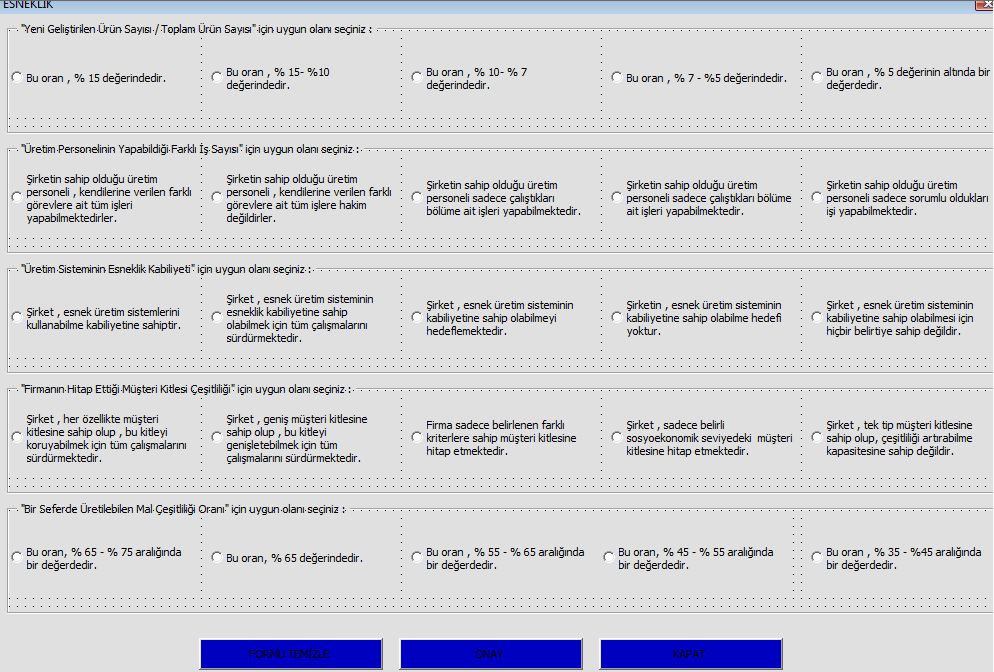 ESNEKLİK
"Yeni Geliştirilen Ürün Sayısı / Toplam Ürün Sayısı" için uygun olanı seçiniz :
Bu oran , % 15 değerindedir.
Bu oran , % 15- %10
değerindedir.
Bu oran , % 10- % 7
değerindedir.
Bu oran , % 7 - %5 değerindedir.
Bu oran , % 5 değerinin altında bir
değerdedir.
"Üretim Personelinin Yapabildiği Farklı İş Sayısı" için uygun olanı seçiniz :
Şirketin sahip olduğu üretim
personeli , kendilerine verilen farklı
görevlere ait tüm işleri
yapabilmektedirler.
Şirketin sahip olduğu üretim
personeli , kendilerine verilen farklı
görevlere ait tüm işlere hakim
değildirler.
Şirketin sahip olduğu üretim
personeli sadece çalıştıkları
bölüme ait işleri yapabilmektedir.
Şirketin sahip olduğu üretim
personeli sadece çalıştıkları bölüme
ait işleri yapabilmektedir.
Şirketin sahip olduğu üretim
personeli sadece sorumlu oldukları
işi yapabilmektedir.
"Üretim Sisteminin Esneklik Kabiliyeti" için uygun olanı seçiniz :
Şirket , esnek üretim sistemlerini
kullanabilme kabiliyetine sahiptir.
Şirket , esnek üretim sisteminin
esneklik kabiliyetine sahip
olabilmek için tüm çalışmalarını
sürdürmektedir.
Şirket , esnek üretim sisteminin
kabiliyetine sahip olabilmeyi
hedeflemektedir.
Şirketin , esnek üretim sisteminin
kabiliyetine sahip olabilme hedefi
yoktur.
Şirket , esnek üretim sisteminin
kabiliyetine sahip olabilmesi için
hiçbir belirtiye sahip değildir.
"Firmanın Hitap Ettiği Müşteri Kitlesi Çeşitliliği" için uygun olanı seçiniz :
Şirket , her özellikte müşteri
kitlesine sahip olup , bu kitleyi
koruyabilmek için tüm çalışmalarını
sürdürmektedir.
Şirket , geniş müşteri kitlesine
sahip olup , bu kitleyi
genişletebilmek için tüm
çalışmalarını sürdürmektedir.
Firma sadece belirlenen farklı
kriterlere sahip müşteri kitlesine
hitap etmektedir.
Şirket , sadece belirli
sosyoekonomik seviyedeki müşteri
kitlesine hitap etmektedir.
Şirket , tek tip müşteri kitlesine
sahip olup, çeşitliliği artırabilme
kapasitesine sahip değildir.
"Bir Seferde Üretilebilen Mal Çeşitliliği Oranı" için uygun olanı seçiniz :
Bu oran, % 65 - % 75 aralığında
bir değerdedir.
Bu oran, % 65 değerindedir.
Bu oran , % 55 - % 65 aralığında
bir değerdedir.
Bu oran, % 45 - % 55 aralığında
bir değerdedir.
Bu oran , % 35 - %45 aralığında
bir değerdedir.
FORMU TEMİZLE
ONAY
KAPAT